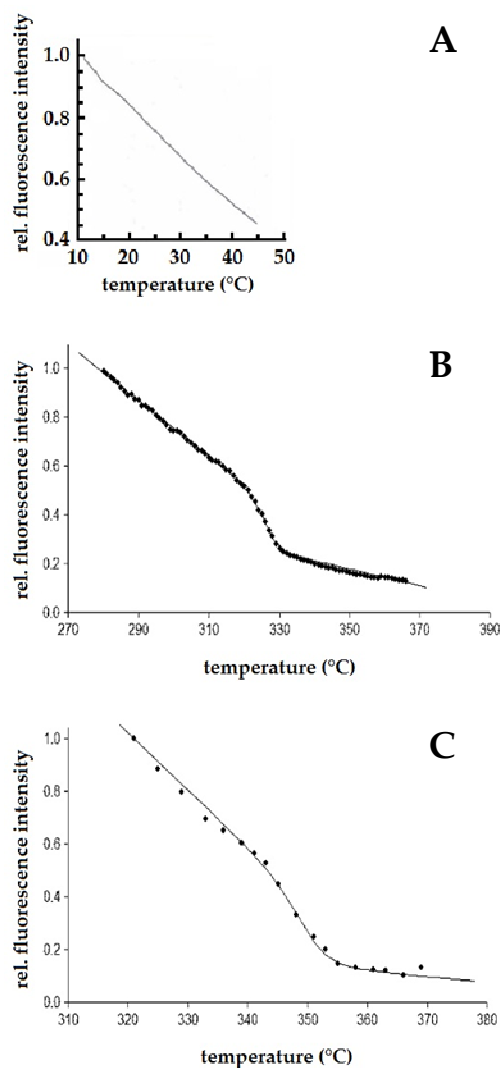 A
rel. fluorescence intensity
1.0
0.8
0.6
0.4
10 20 30 40 50
temperature (°C)
B
rel. fluorescence intensity
1.0
0.8
0.6
0.4
0.2
0.0
270 290 310 330 350 370 390
temperature (°C)
C
rel. fluorescence intensity
1.0
0.8
0.6
0.4
0.2
0.0
310 320 330 340 350 360 370 380
temperature (°C)